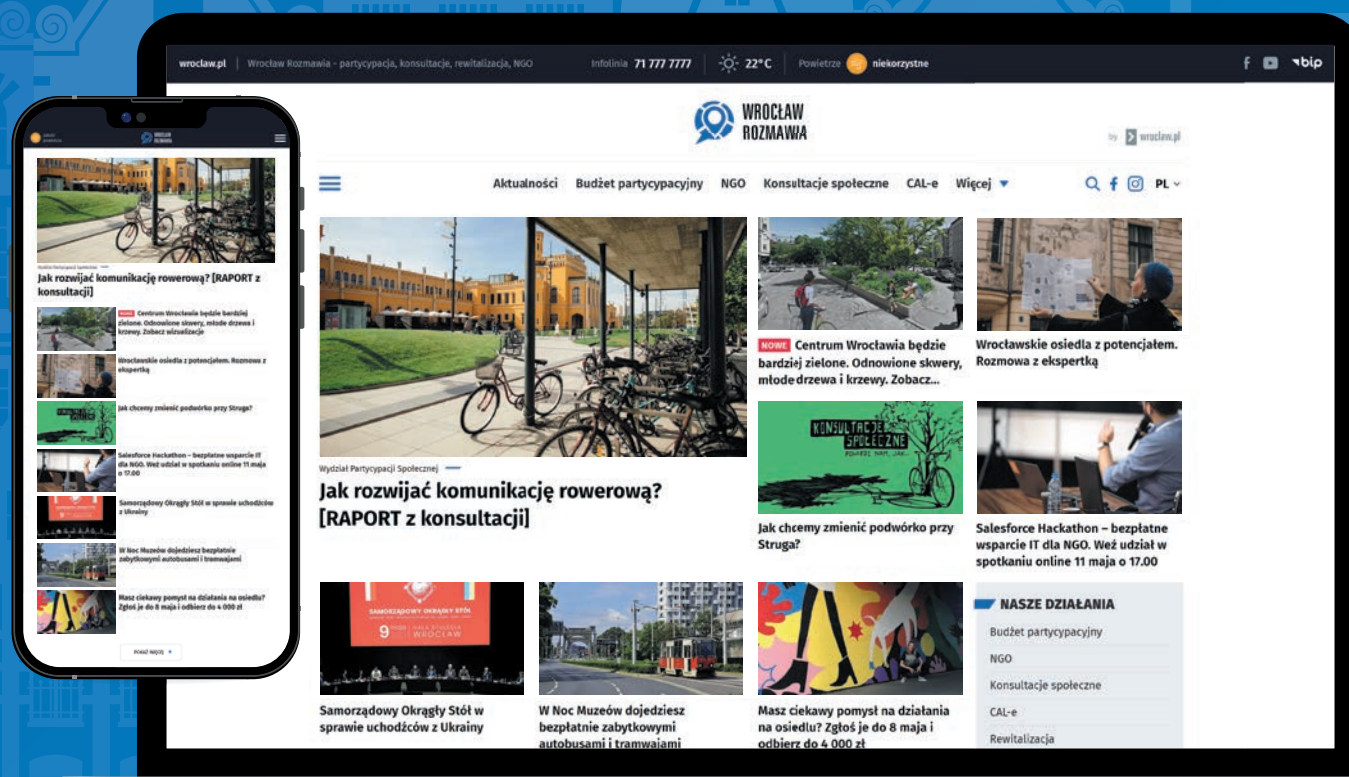 wroclaw.pl | Wrocław Rozmawia - partycypacja, konsultacje, rewitalizacja, NGO
Infolinia 71 777 7777
22°C
Powietrze
niekorzystne
bip
WROCŁAW
ROZMAWIA
by wroclaw.pl
Aktualności Budżet partycypacyjny NGO Konsultacje społeczne CAL-e Więcej
PL
Wydział Partycypacji Społecznej
Jak rozwijać komunikację rowerową?
[RAPORT z konsultacji]
NOWE Centrum Wrocławia będzie
bardziej zielone. Odnowione skwery,
młode drzewa i krzewy. Zobacz...
Wrocławskie osiedla z potencjałem.
Rozmowa z ekspertką
KONSULTACJE
SPOŁECZNE
POWIEDZ NAM, JAK...
Jak chcemy zmienić podwórko przy
Struga?
Salesforce Hackathon – bezpłatne
wsparcie IT dla NGO. Weź udział w
spotkaniu online 11 maja o 17.00
SAMORZĄDOWY OKRĄGŁY STÓŁ
9
WROCŁAW
Samorządowy Okrągły Stół w
sprawie uchodźców z Ukrainy
W Noc Muzeów dojedziesz
bezpłatnie zabytkowymi
autobusami i tramwajami
Masz ciekawy pomysł na działania
na osiedlu? Zgłoś je do 8 maja i
odbierz do 4 000 zł
NASZE DZIAŁANIA
Budżet partycypacyjny
NGO
Konsultacje społeczne
CAL-e
Rewitalizacja
WROCŁAW
ROZMAWIA
Wydział Partycypacji Społecznej
Jak rozwijać komunikację rowerową? [RAPORT z
konsultacji]
NOWE Centrum Wrocławia będzie bardziej
zielone. Odnowione skwery, młode drzewa i
krzewy. Zobacz wizualizacje
Wrocławskie osiedla z potencjałem. Rozmowa z
ekspertką
Jak chcemy zmienić podwórko przy Struga?
Salesforce Hackathon – bezpłatne wsparcie IT
dla NGO. Weź udział w spotkaniu online 11 maja
o 17.00
Samorządowy Okrągły Stół w sprawie uchodźców
z Ukrainy
W Noc Muzeów dojedziesz bezpłatnie
zabytkowymi autobusami i tramwajami
Masz ciekawy pomysł na działania na osiedlu?
Zgłoś je do 8 maja i odbierz do 4 000 zł
POKAŻ WIĘCEJ